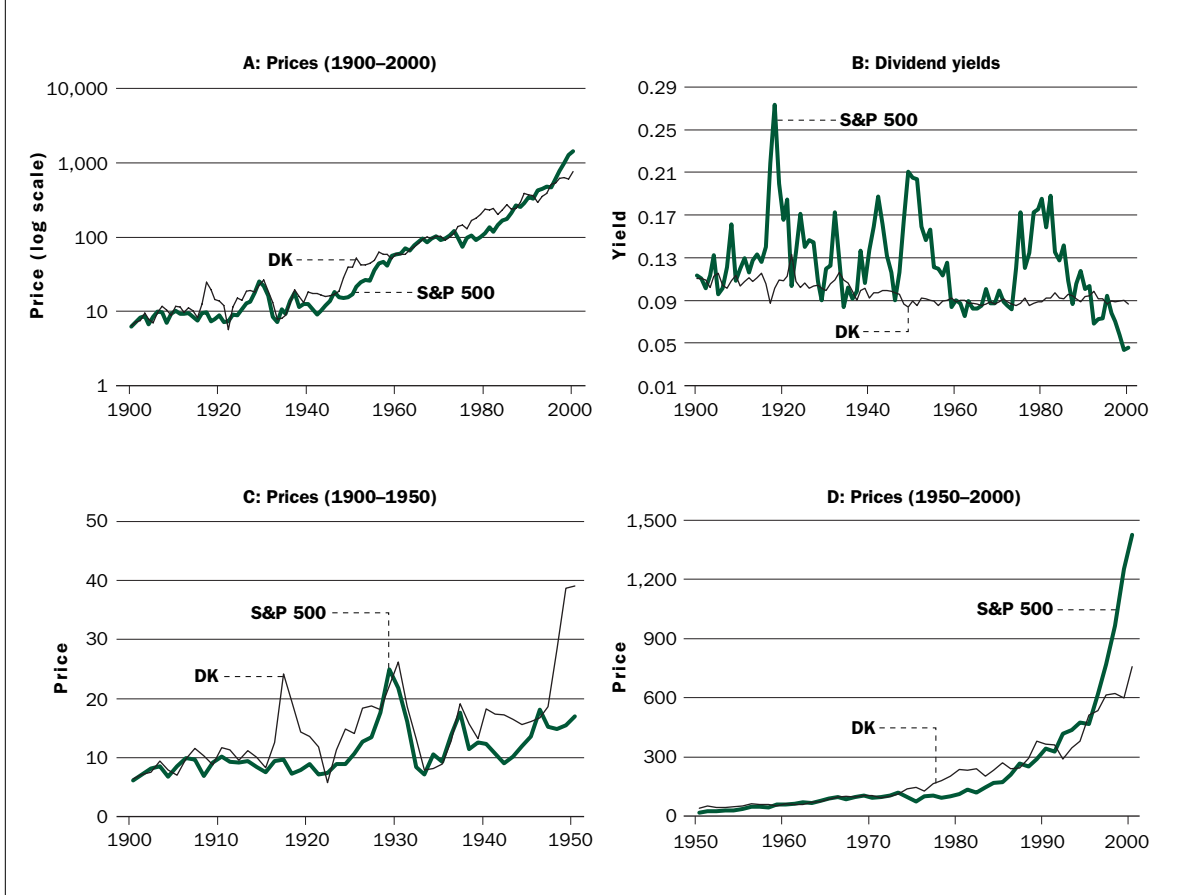 A: Prices (1900–2000)
Price (log scale)
10,000
1,000
100
10
1
DK
S&P 500
1900 1920 1940 1960 1980 2000
B: Dividend yields
Yield
0.29
0.25
0.21
0.17
0.13
0.09
0.05
0.01
S&P 500
DK
1900 1920 1940 1960 1980 2000
C: Prices (1900–1950)
Price
50
40
30
20
10
0
S&P 500
DK
1900 1910 1920 1930 1940 1950
D: Prices (1950–2000)
Price
1,500
1,200
900
600
300
0
S&P 500
DK
1950 1960 1970 1980 1990 2000